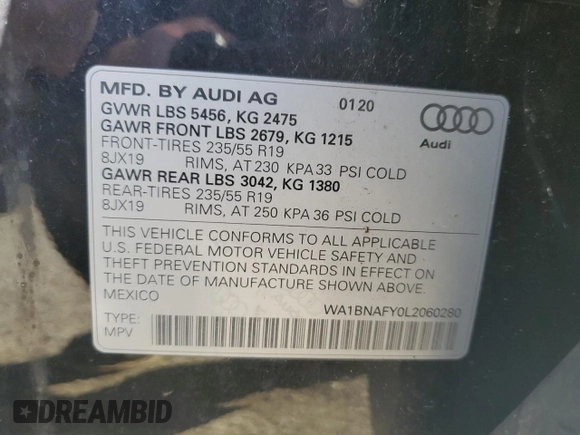 MFD. BY AUDI AG 0120
GVWR LBS 5456, KG 2475
GAWR FRONT LBS 2679, KG 1215
FRONT-TIRES 235/55 R19
8JX19 RIMS, AT 230 KPA 33 PSI COLD
GAWR REAR LBS 3042, KG 1380
REAR-TIRES 235/55 R19
8JX19 RIMS, AT 250 KPA 36 PSI COLD
Audi
THIS VEHICLE CONFORMS TO ALL APPLICABLE
U.S. FEDERAL MOTOR VEHICLE SAFETY AND
THEFT PREVENTION STANDARDS IN EFFECT ON
THE DATE OF MANUFACTURE SHOWN ABOVE.
MEXICO
WA1BNAFY0L2060280
TYPE:
MPV
DREAMBID